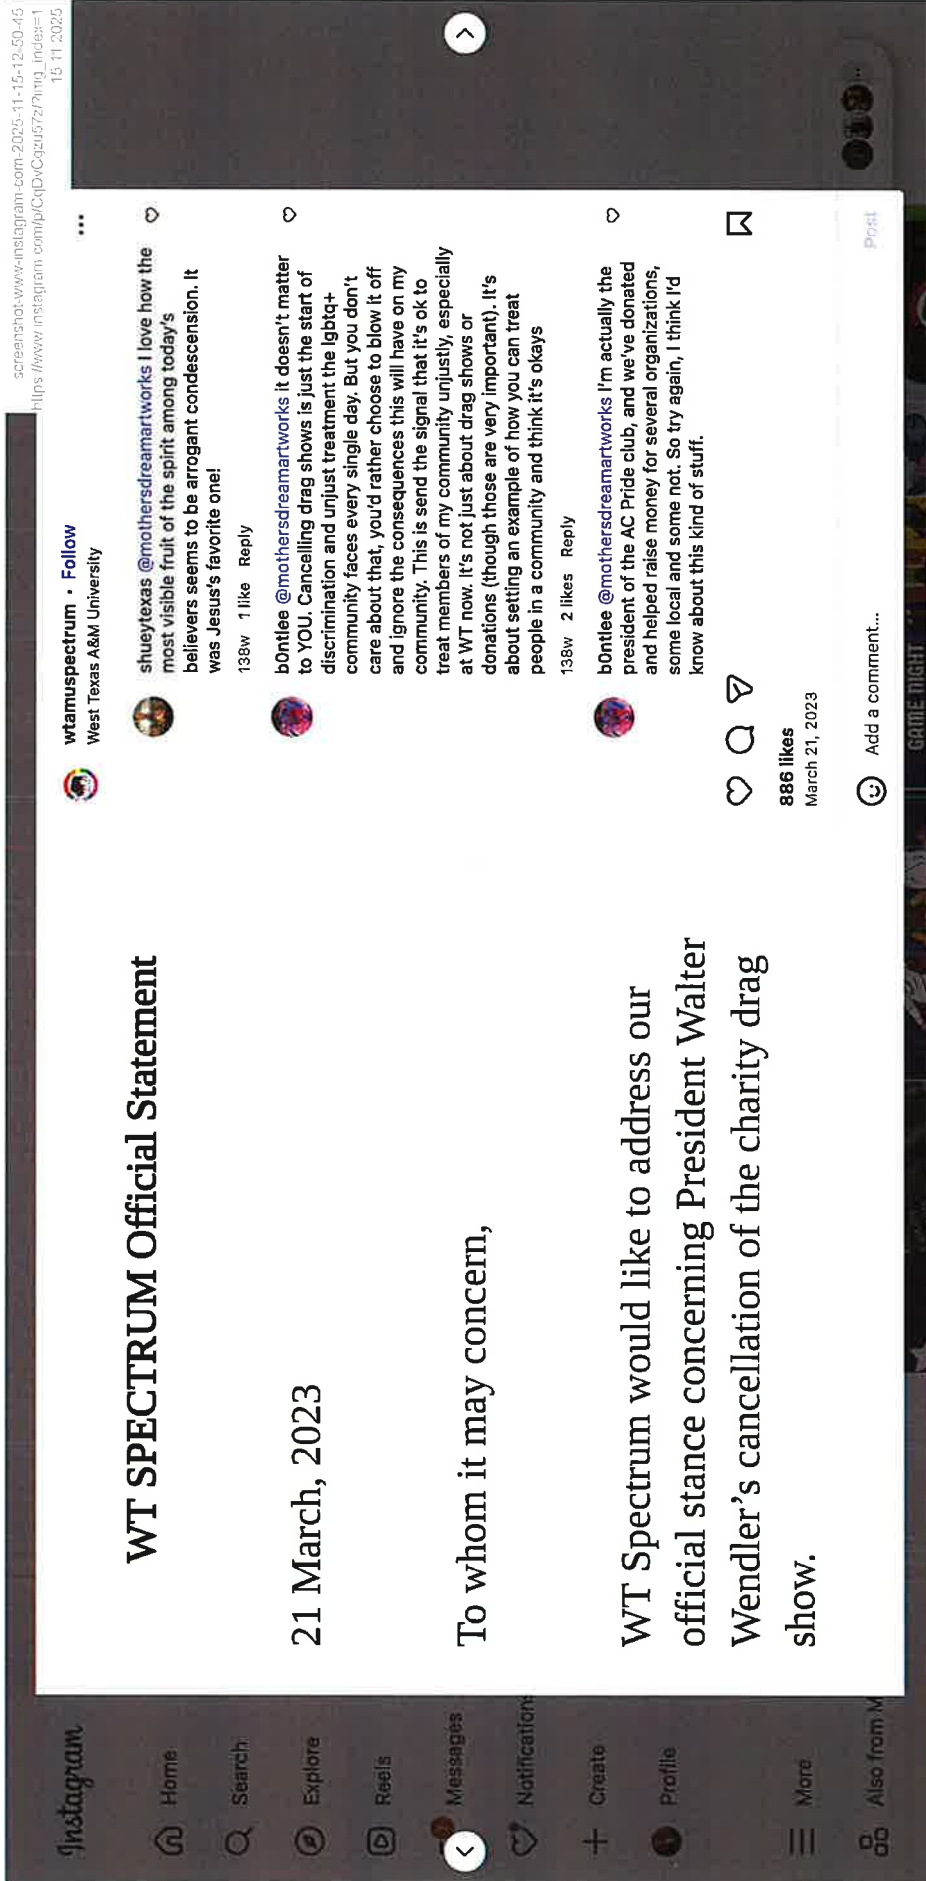 screenshot-www-instagram-com-2025-11-15-12-50-45
https://www.instagram.com/p/CqDvCgzu57z/?img_index=1
15 11 2025
Instagram
Home
Search
Explore
Reels
Messages
Notification
Create
Profile
More
Also from M
WT SPECTRUM Official Statement
21 March, 2023
To whom it may concern,
WT Spectrum would like to address our
official stance concerning President Walter
Wendler's cancellation of the charity drag
show.
wtamuspectrum • Follow
West Texas A&M University
shueytexas @mothersdreamartworks I love how the
most visible fruit of the spirit among today's
believers seems to be arrogant condescension. It
was Jesus's favorite one!
138w 1 like Reply
b0ntlee @mothersdreamartworks it doesn't matter
to YOU. Cancelling drag shows is just the start of
discrimination and unjust treatment the lgbtq+
community faces every single day. But you don't
care about that, you'd rather choose to blow it off
and ignore the consequences this will have on my
community. This is send the signal that it's ok to
treat members of my community unjustly, especially
at WT now. It's not just about drag shows or
donations (though those are very important). It's
about setting an example of how you can treat
people in a community and think it's okays
138w 2 likes Reply
b0ntlee @mothersdreamartworks I'm actually the
president of the AC Pride club, and we've donated
and helped raise money for several organizations,
some local and some not. So try again, I think I'd
know about this kind of stuff.
886 likes
March 21, 2023
Add a comment...
Post
GAME NIGHT